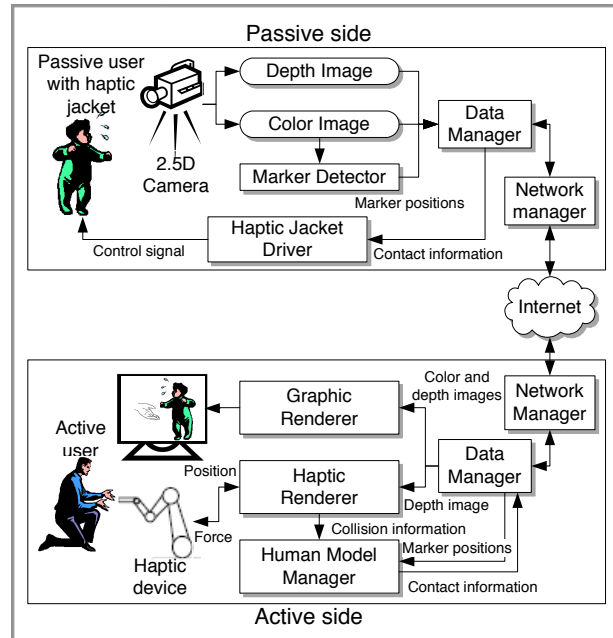 Passive side
Passive user
with haptic
jacket
2.5D
Camera
Depth Image
Color Image
Marker Detector
Marker positions
Data
Manager
Network
manager
Haptic Jacket
Driver
Control signal
Contact information
Internet
Network
Manager
Color and
depth images
Graphic
Renderer
Data
Manager
Active
user
Position
Haptic
Renderer
Depth image
Force
Collision information
Haptic
device
Human Model
Manager
Marker positions
Contact information
Active side